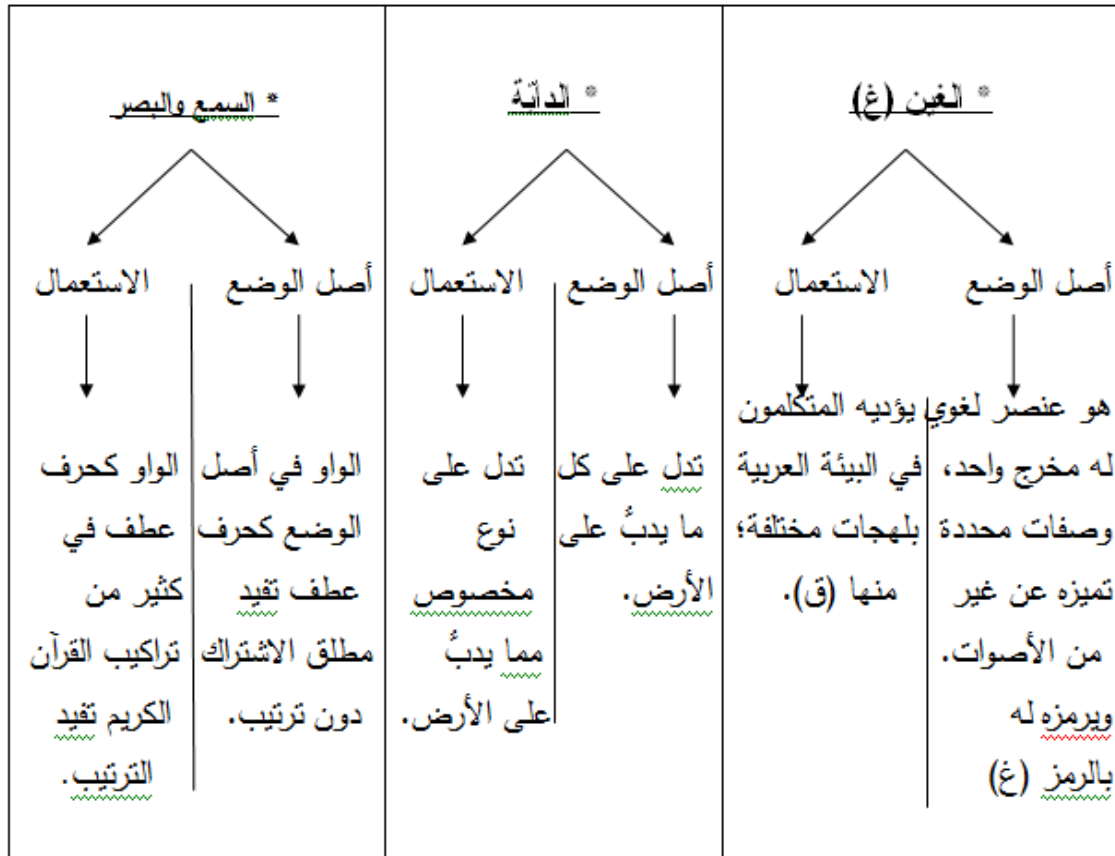 * الغين (غ)
أصل الوضع
هو عنصر لغوي
له مخرج واحد،
وصفات محددة
تميزه عن غير
من الأصوات.
ويرمزه له
بالرمز (غ)
الاستعمال
يؤديه المتكلمون
في البيئة العربية
بلهجات مختلفة؛
منها (ق).
* الدابّة
أصل الوضع
تدل على كل
ما يدبُّ على
الأرض.
الاستعمال
تدل على
نوع
مخصوص
مما يدبُّ
على الأرض.
* السمع والبصر
أصل الوضع
الواو في أصل
الوضع كحرف
عطف تفيد
مطلق الاشتراك
دون ترتيب.
الاستعمال
الواو كحرف
عطف في
كثير من
تراكيب القرآن
الكريم تفيد
الترتيب.